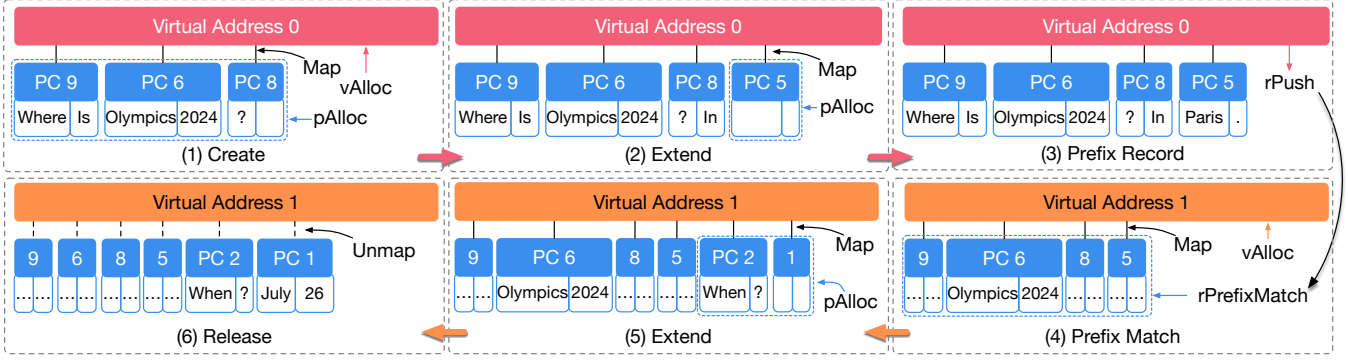 Virtual Address 0
PC 9 PC 6 PC 8 Map vAlloc
Where Is Olympics 2024 ? pAlloc
(1) Create
Virtual Address 0
PC 9 PC 6 PC 8 PC 5 Map
Where Is Olympics 2024 ? In pAlloc
(2) Extend
Virtual Address 0
PC 9 PC 6 PC 8 PC 5 rPush
Where Is Olympics 2024 ? In Paris .
(3) Prefix Record
Virtual Address 1
9 6 8 5 PC 2 PC 1 Unmap
...... ...... ...... ...... When ? July 26
(6) Release
Virtual Address 1
9 PC 6 8 5 PC 2 1 Map
...... Olympics 2024 ...... ...... When ? pAlloc
(5) Extend
Virtual Address 1
9 PC 6 8 5 Map vAlloc
...... Olympics 2024 ...... ...... rPrefixMatch
(4) Prefix Match